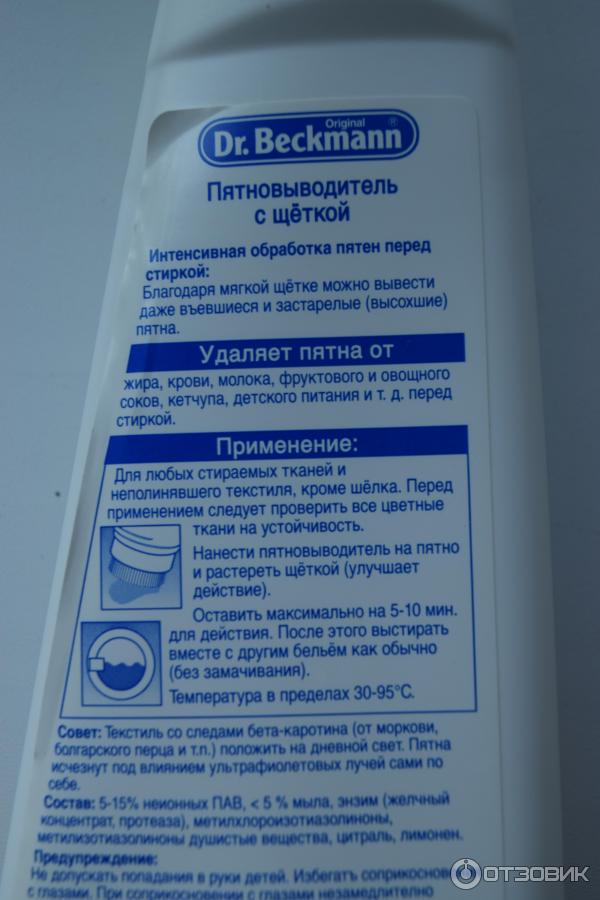 Original
Dr. Beckmann®
Пятновыводитель
с щёткой
Интенсивная обработка пятен перед
стиркой:
Благодаря мягкой щётке можно вывести
даже въевшиеся и застарелые (высохшие)
пятна.
Удаляет пятна от
жира, крови, молока, фруктового и овощного
соков, кетчупа, детского питания и т. д. перед
стиркой.
Применение:
Для любых стираемых тканей и
неполинявшего текстиля, кроме шёлка. Перед
применением следует проверить все цветные
ткани на устойчивость.
Нанести пятновыводитель на пятно
и растереть щёткой (улучшает
действие).
Оставить максимально на 5-10 мин.
для действия. После этого выстирать
вместе с другим бельём как обычно
(без замачивания).
Температура в пределах 30-95°C.
Совет: Текстиль со следами бета-каротина (от моркови,
болгарского перца и т.п.) положить на дневной свет. Пятна
исчезнут под влиянием ультрафиолетовых лучей сами по
себе.
Состав: 5-15% неионных ПАВ, < 5 % мыла, энзим (желчный
концентрат, протеаза), метилхлороизотиазолиноны,
метилизотиазолиноны душистые вещества, цитраль, лимонен.
Предупреждение:
Не допускать попадания в руки детей. Избегать соприкоснове
с глазами. При соприкосновении с глазами незамедлительно
ОТЗОВИК